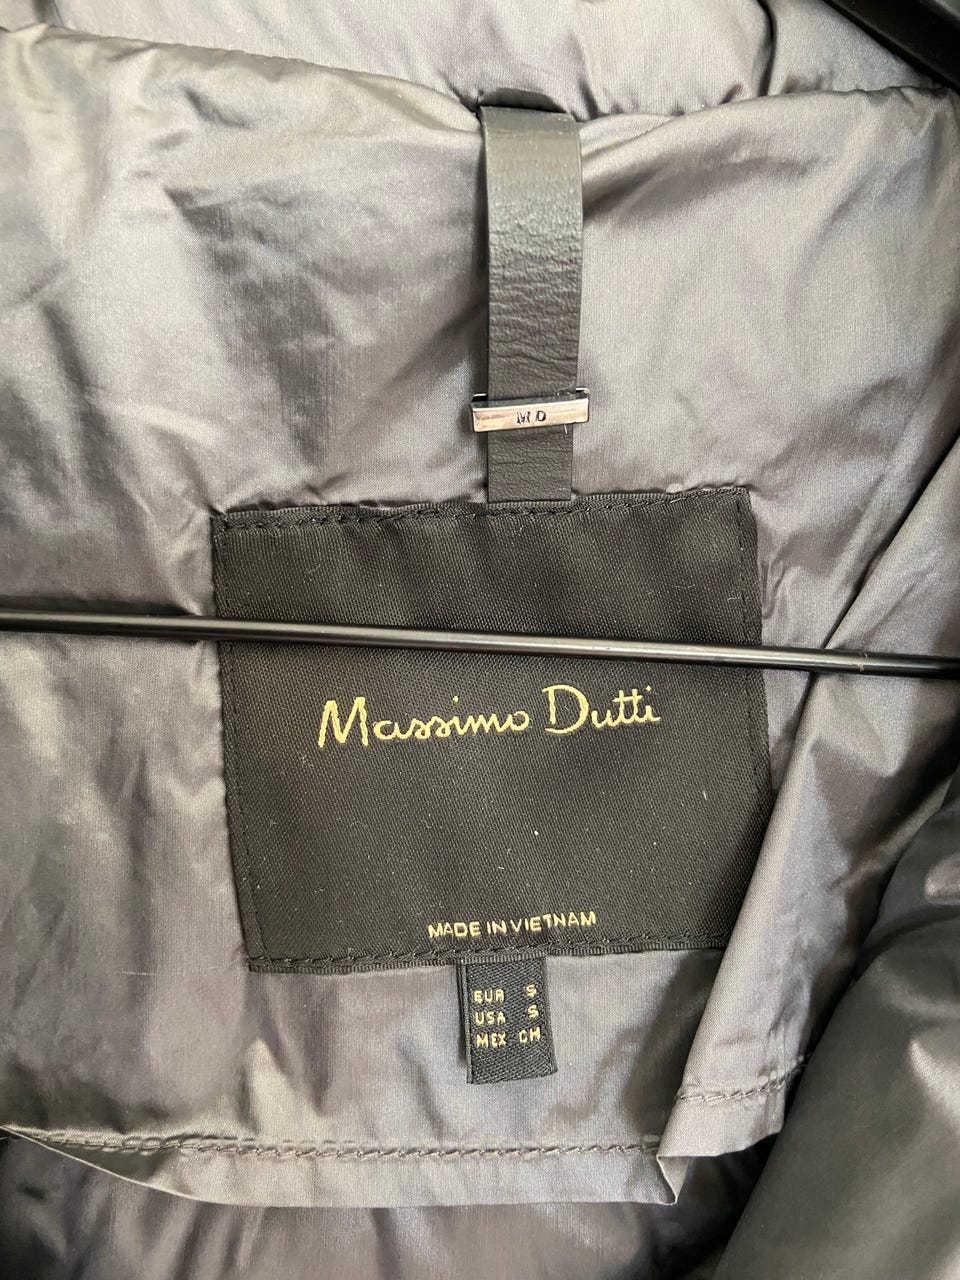 MD
Massimo Dutti
MADE IN VIETNAM
EUR S
USA S
MEX CH